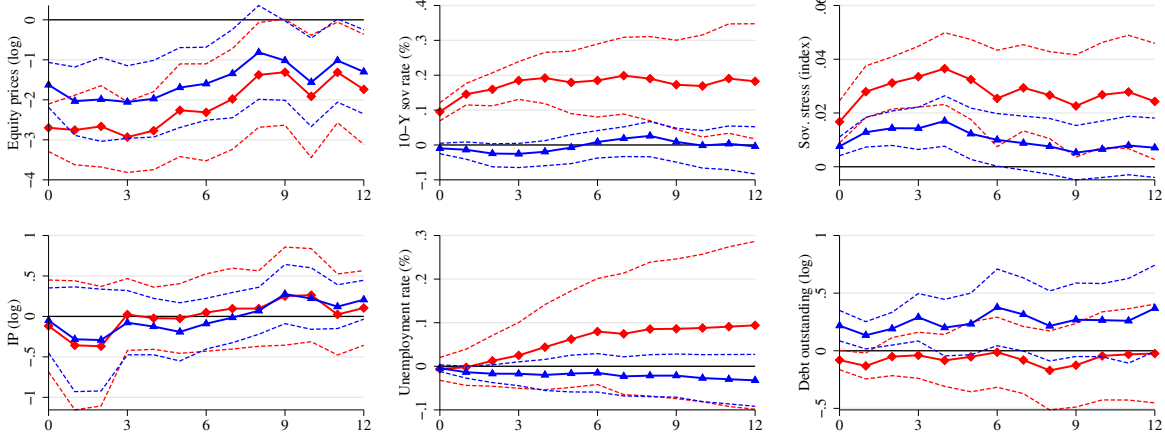 Equity prices (log)
0
−1
−2
−3
−4
0 3 6 9 12
10−Y sov rate (%)
.4
.3
.2
.1
0
−.1
0 3 6 9 12
Sov. stress (index)
.06
.04
.02
0
0 3 6 9 12
IP (log)
1
.5
0
−.5
−1
0 3 6 9 12
Unemployment rate (%)
.3
.2
.1
0
−.1
0 3 6 9 12
Debt outstanding (log)
1
.5
0
−.5
0 3 6 9 12